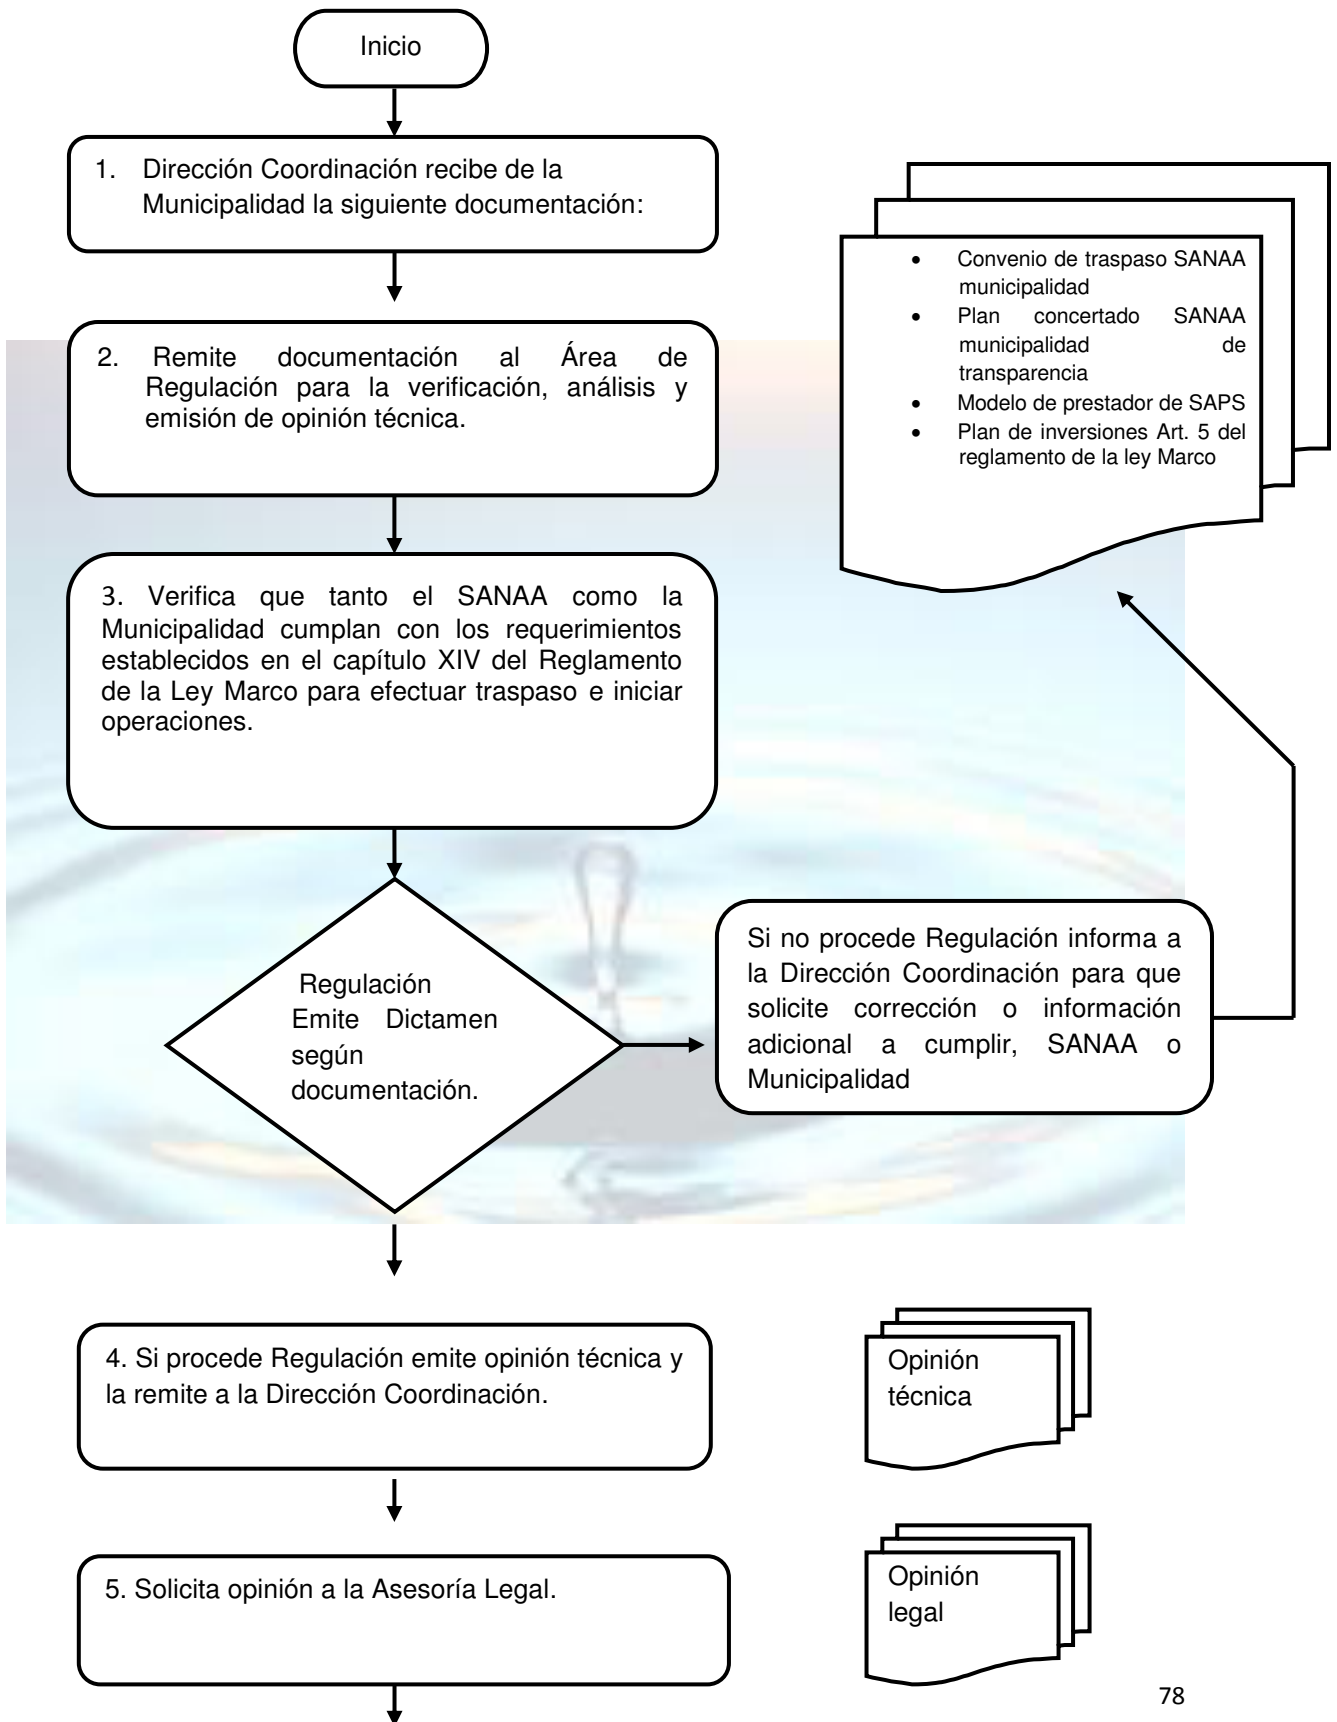 Inicio
1. Dirección Coordinación recibe de la
Municipalidad la siguiente documentación:
• Convenio de traspaso SANAA
municipalidad
• Plan concertado SANAA
municipalidad de
transparencia
• Modelo de prestador de SAPS
• Plan de inversiones Art. 5 del
reglamento de la ley Marco
2. Remite documentación al Área de
Regulación para la verificación, análisis y
emisión de opinión técnica.
3. Verifica que tanto el SANAA como la
Municipalidad cumplan con los requerimientos
establecidos en el capítulo XIV del Reglamento
de la Ley Marco para efectuar traspaso e iniciar
operaciones.
Regulación
Emite Dictamen
según
documentación.
Si no procede Regulación informa a
la Dirección Coordinación para que
solicite corrección o información
adicional a cumplir, SANAA o
Municipalidad
4. Si procede Regulación emite opinión técnica y
la remite a la Dirección Coordinación.
Opinión
técnica
5. Solicita opinión a la Asesoría Legal.
Opinión
legal
78